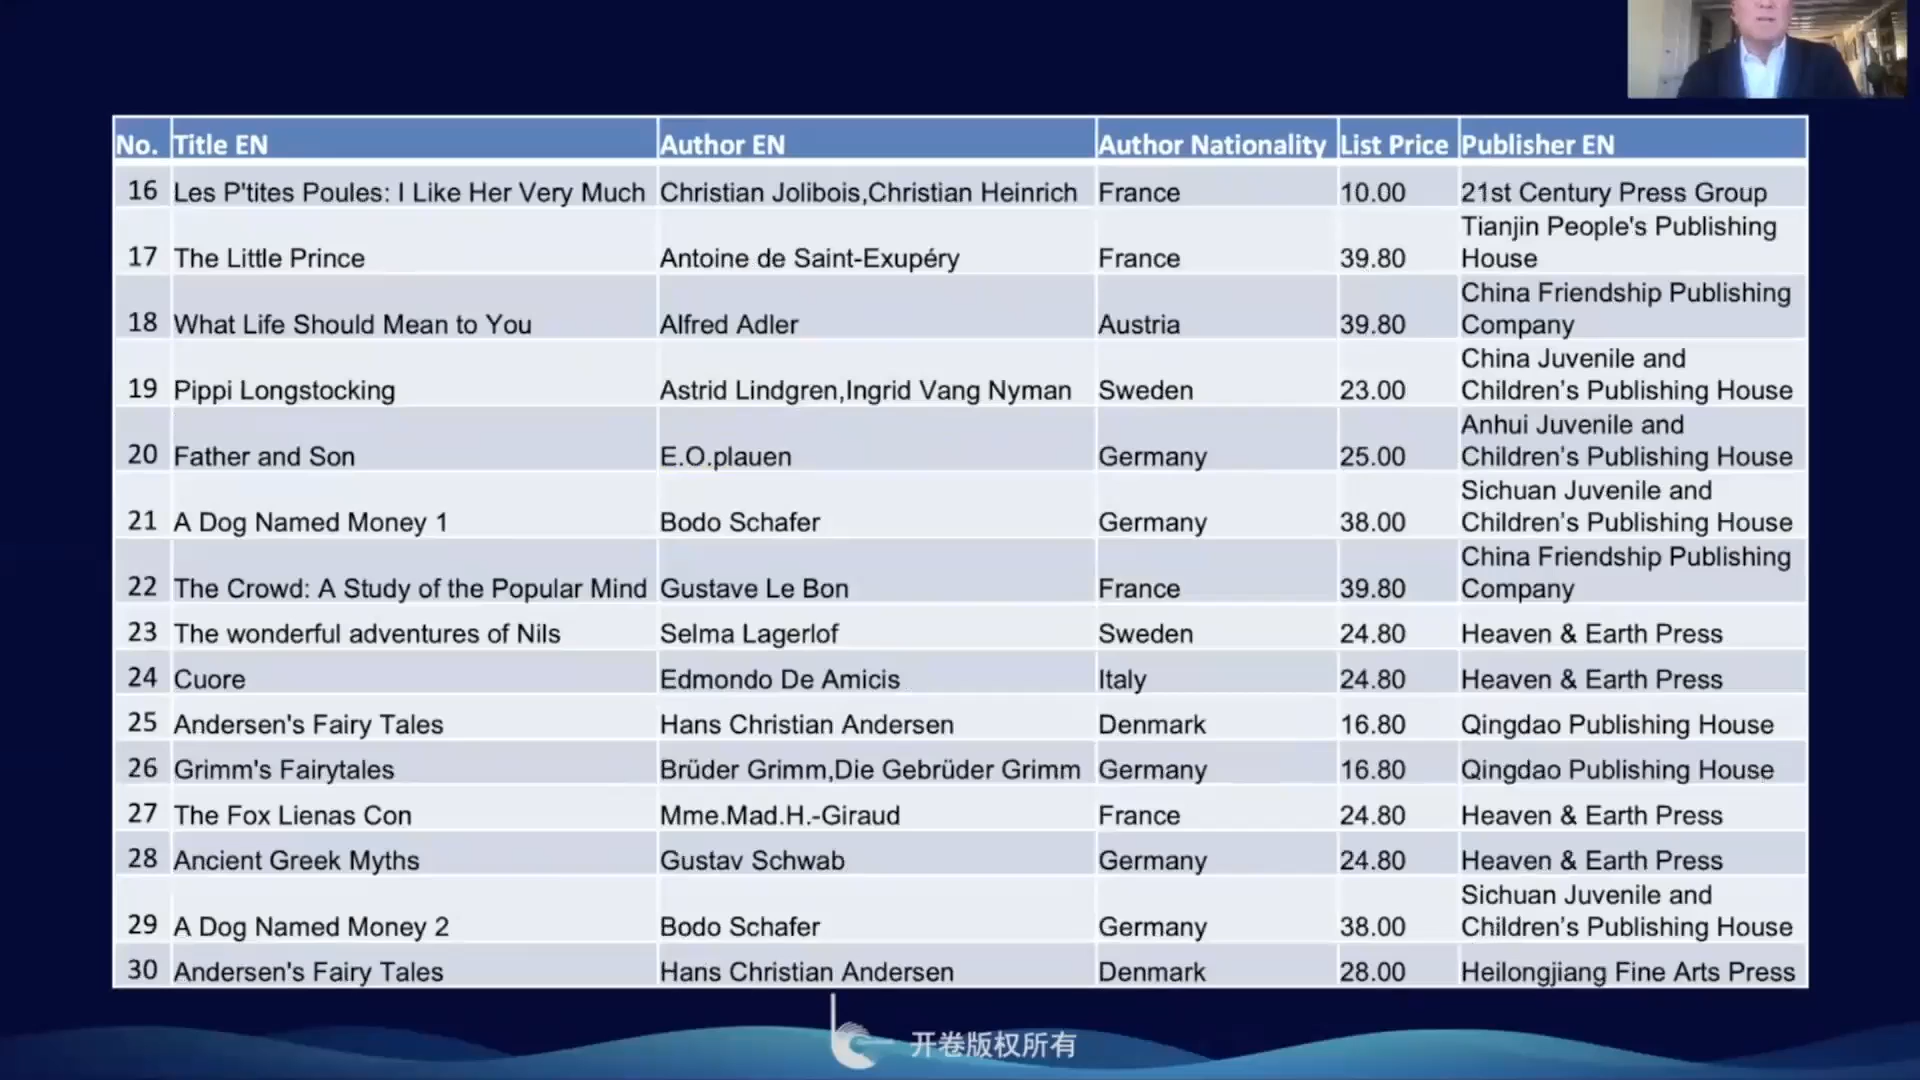 No. Title EN Author EN Author Nationality List Price Publisher EN
16 Les P'tites Poules: I Like Her Very Much Christian Jolibois,Christian Heinrich France 10.00 21st Century Press Group
17 The Little Prince Antoine de Saint-Exupéry France 39.80 Tianjin People's Publishing
House
18 What Life Should Mean to You Alfred Adler Austria 39.80 China Friendship Publishing
Company
19 Pippi Longstocking Astrid Lindgren,Ingrid Vang Nyman Sweden 23.00 China Juvenile and
Children's Publishing House
20 Father and Son E.O.plauen Germany 25.00 Anhui Juvenile and
Children's Publishing House
21 A Dog Named Money 1 Bodo Schafer Germany 38.00 Sichuan Juvenile and
Children's Publishing House
22 The Crowd: A Study of the Popular Mind Gustave Le Bon France 39.80 China Friendship Publishing
Company
23 The wonderful adventures of Nils Selma Lagerlof Sweden 24.80 Heaven & Earth Press
24 Cuore Edmondo De Amicis Italy 24.80 Heaven & Earth Press
25 Andersen's Fairy Tales Hans Christian Andersen Denmark 16.80 Qingdao Publishing House
26 Grimm's Fairytales Brüder Grimm,Die Gebrüder Grimm Germany 16.80 Qingdao Publishing House
27 The Fox Lienas Con Mme.Mad.H.-Giraud France 24.80 Heaven & Earth Press
28 Ancient Greek Myths Gustav Schwab Germany 24.80 Heaven & Earth Press
29 A Dog Named Money 2 Bodo Schafer Germany 38.00 Sichuan Juvenile and
Children's Publishing House
30 Andersen's Fairy Tales Hans Christian Andersen Denmark 28.00 Heilongjiang Fine Arts Press
开卷版权所有